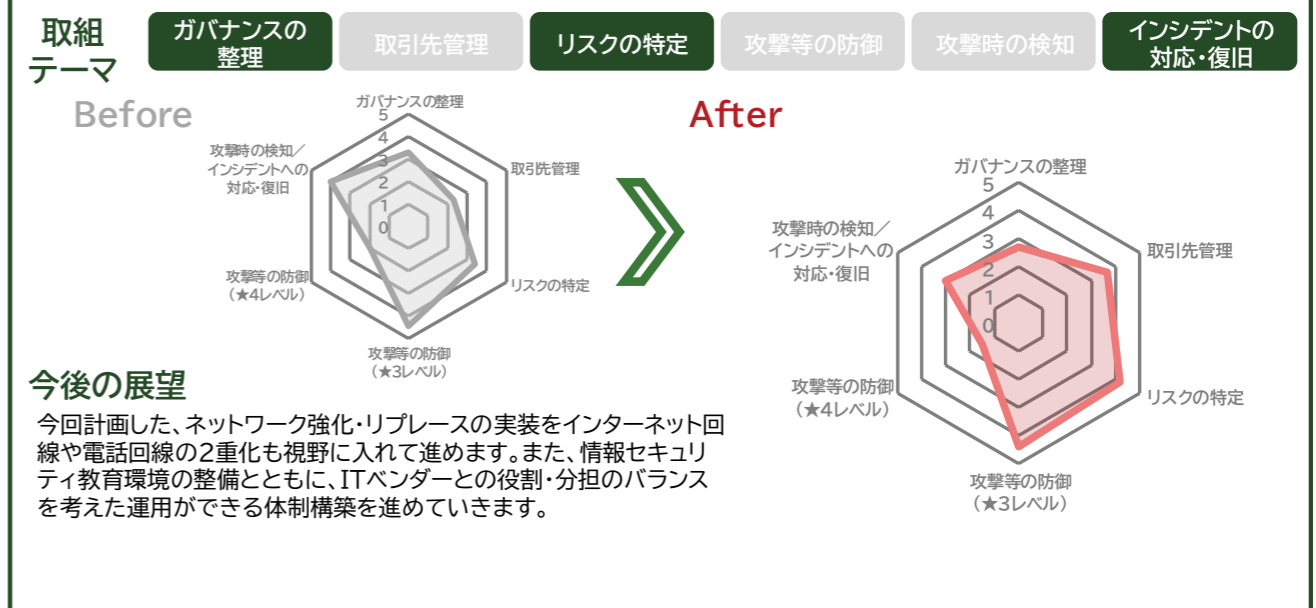 取組
テーマ
ガバナンスの
整理
取引先管理
リスクの特定
攻撃等の防御
攻撃時の検知
インシデントの
対応・復旧
Before
ガバナンスの整理
5
4
3
2
1
0
取引先管理
リスクの特定
攻撃等の防御
(★3レベル)
攻撃等の防御
(★4レベル)
攻撃時の検知／
インシデントへの
対応・復旧
After
ガバナンスの整理
5
4
3
2
1
0
取引先管理
リスクの特定
攻撃等の防御
(★3レベル)
攻撃等の防御
(★4レベル)
攻撃時の検知／
インシデントへの
対応・復旧
今後の展望
今回計画した、ネットワーク強化・リプレースの実装をインターネット回
線や電話回線の2重化も視野に入れて進めます。また、情報セキュリ
ティ教育環境の整備とともに、ITベンダーとの役割・分担のバランス
を考えた運用ができる体制構築を進めていきます。